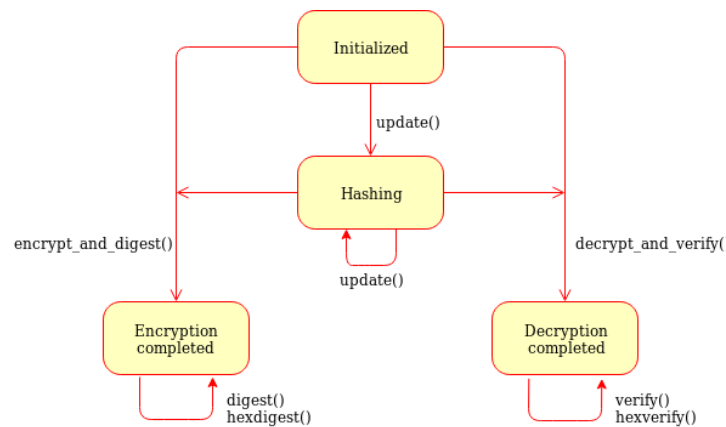 Initialized
update()
Hashing
encrypt_and_digest()
decrypt_and_verify(
update()
Encryption
completed
Decryption
completed
digest()
hexdigest()
verify()
hexverify()